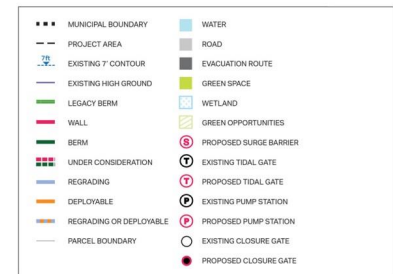 MUNICIPAL BOUNDARY
PROJECT AREA
7ft
EXISTING 7' CONTOUR
EXISTING HIGH GROUND
LEGACY BERM
WALL
BERM
UNDER CONSIDERATION
REGRADING
DEPLOYABLE
REGRADING OR DEPLOYABLE
PARCEL BOUNDARY
WATER
ROAD
EVACUATION ROUTE
GREEN SPACE
WETLAND
GREEN OPPORTUNITIES
S PROPOSED SURGE BARRIER
T EXISTING TIDAL GATE
T PROPOSED TIDAL GATE
P EXISTING PUMP STATION
P PROPOSED PUMP STATION
EXISTING CLOSURE GATE
PROPOSED CLOSURE GATE